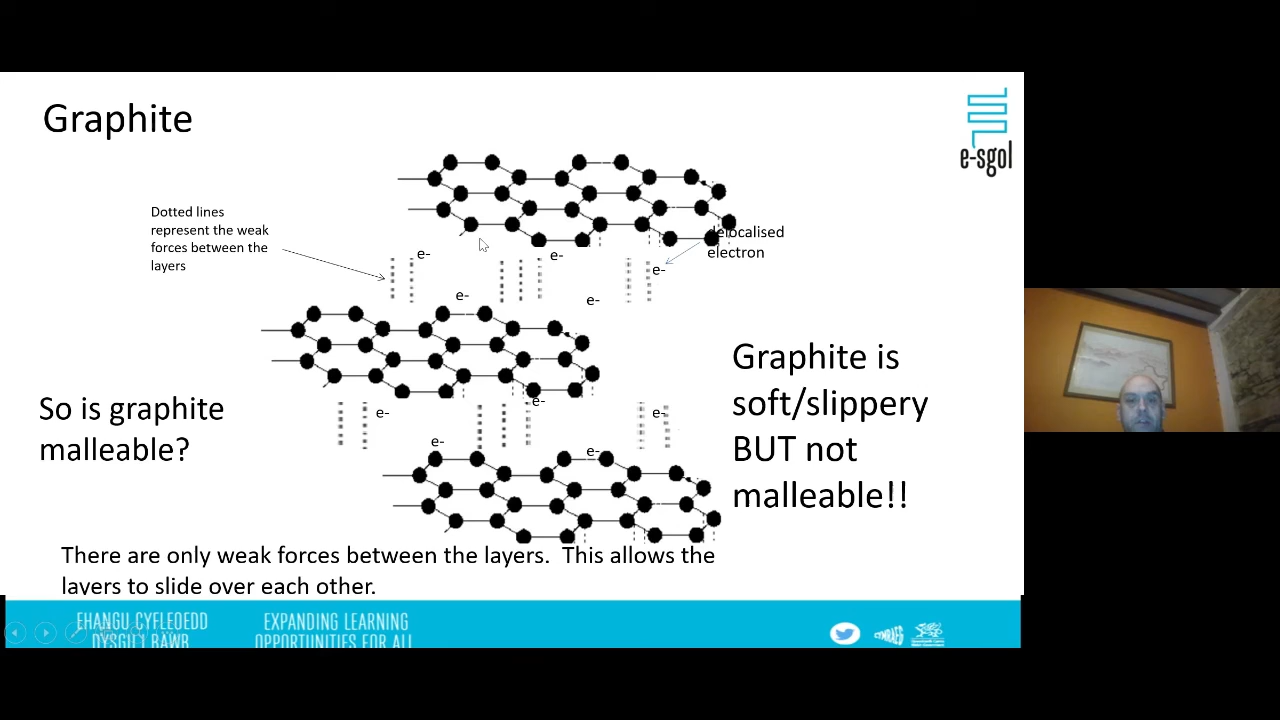 Graphite
e-sgol
Dotted lines
represent the weak
forces between the
layers
delocalised
electron
e-
e-
e-
e-
e-
So is graphite
malleable?
Graphite is
soft/slippery
BUT not
malleable!!
e-
e-
e-
e-
e-
There are only weak forces between the layers. This allows the
layers to slide over each other.
EHANGU CYFLEOEDD
DYSGU I BAWB
EXPANDING LEARNING
OPPORTUNITIES FOR ALL
CYMRAEG